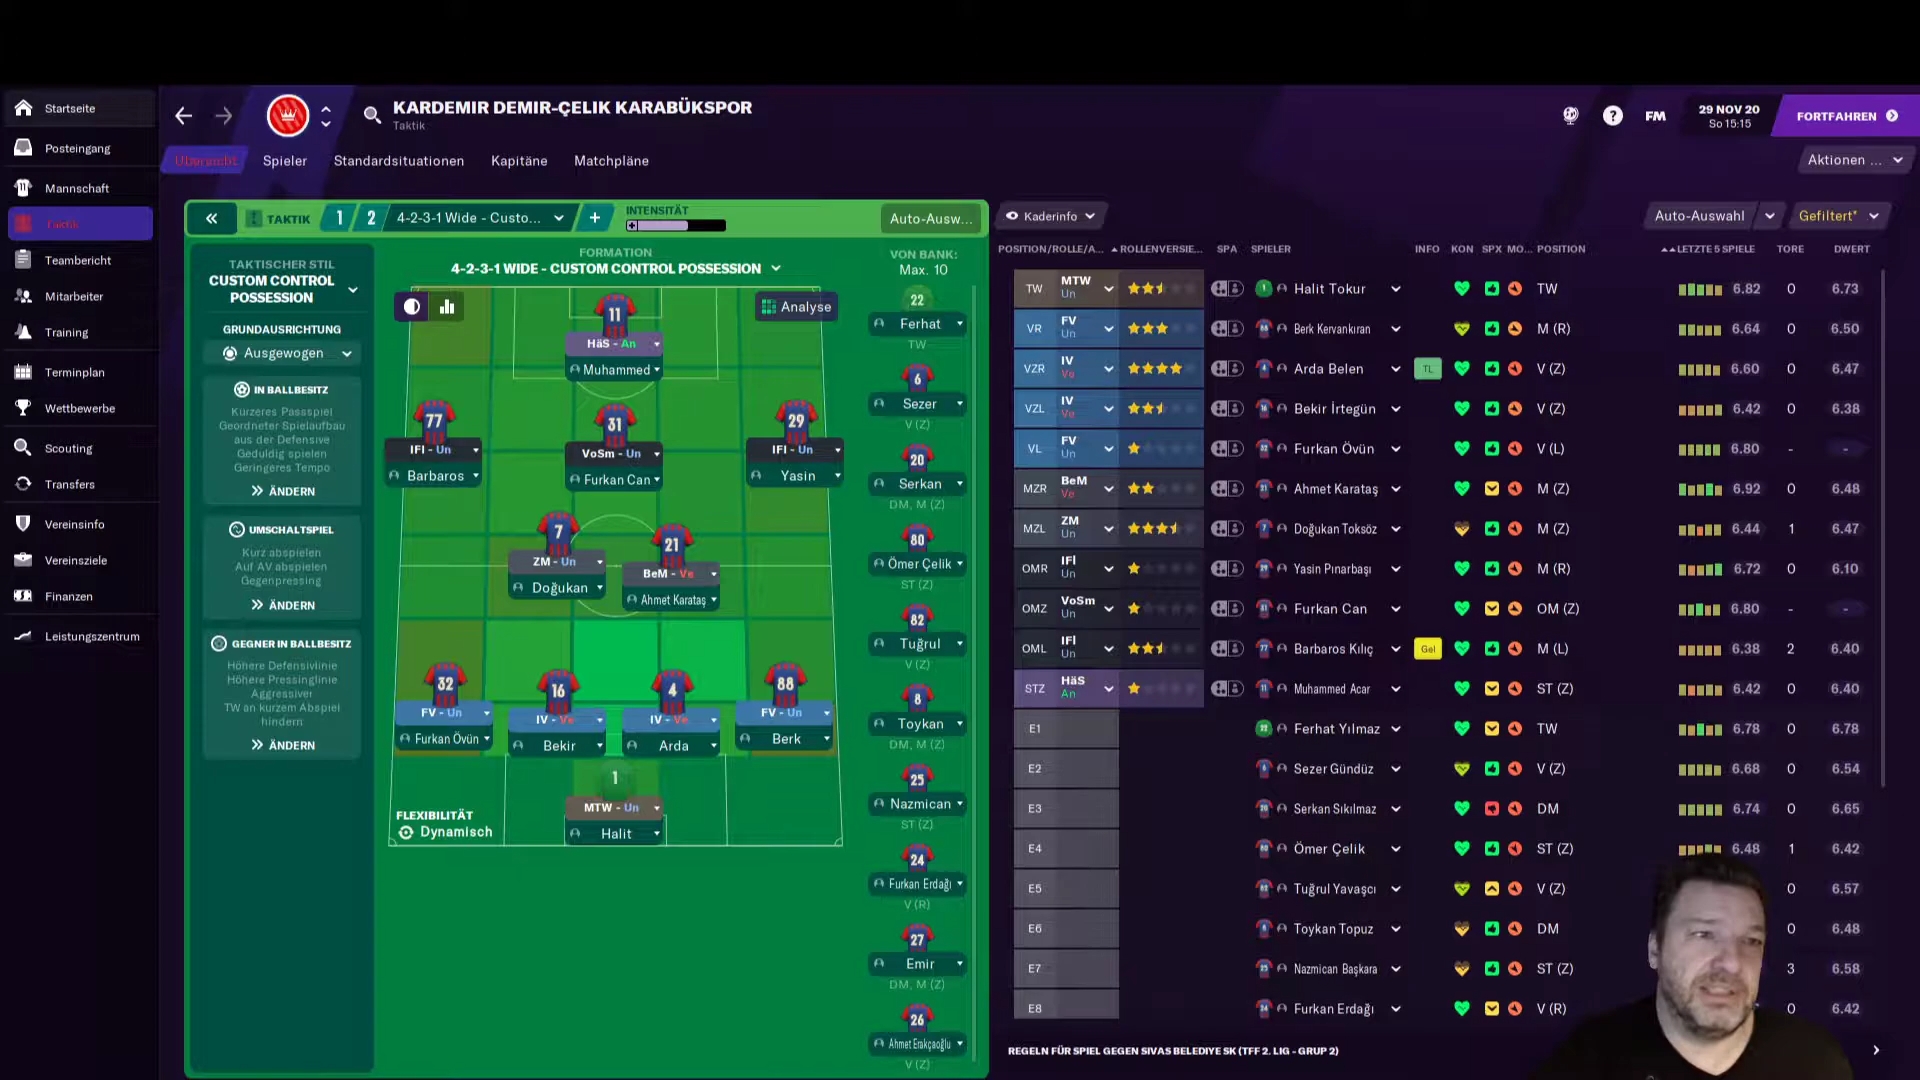 Startseite
Posteingang
Mannschaft
Taktik
Teambericht
Mitarbeiter
Training
Terminplan
Wettbewerbe
Scouting
Transfers
Vereinsinfo
Vereinsziele
Finanzen
Leistungszentrum
KARDEMIR DEMIR-ÇELIK KARABÜKSPOR
Taktik
FM
29 NOV 20
So 15:15
FORTFAHREN
Übersicht
Spieler
Standardsituationen
Kapitäne
Matchpläne
Aktionen ...
TAKTIK
1
2
4-2-3-1 Wide - Custo...
INTENSITÄT
Auto-Ausw...
TAKTISCHER STIL
CUSTOM CONTROL
POSSESSION
GRUNDAUSRICHTUNG
Ausgewogen
IN BALLBESITZ
Kürzeres Passspiel
Geordneter Spielaufbau
aus der Defensive
Geduldig spielen
Geringeres Tempo
ÄNDERN
UMSCHALTSPIEL
Kurz abspielen
Auf AV abspielen
Gegenpressing
ÄNDERN
GEGNER IN BALLBESITZ
Höhere Defensivlinie
Höhere Pressinglinie
Aggressiver
TW an kurzem Abspiel
hindern
ÄNDERN
FORMATION
4-2-3-1 WIDE - CUSTOM CONTROL POSSESSION
Analyse
11
HäS - An
Muhammed
77
IFl - Un
Barbaros
31
VoSm - Un
Furkan Can
29
IFl - Un
Yasin
7
ZM - Un
Doğukan
21
BeM - Ve
Ahmet Karataş
32
FV - Un
Furkan Övün
16
IV - Ve
Bekir
4
IV - Ve
Arda
88
FV - Un
Berk
1
MTW - Un
Halit
FLEXIBILITÄT
Dynamisch
VON BANK:
Max. 10
22
Ferhat
TW
6
Sezer
V (Z)
20
Serkan
DM, M (Z)
80
Ömer Çelik
ST (Z)
82
Tuğrul
V (Z)
8
Toykan
DM, M (Z)
25
Nazmican
ST (Z)
24
Furkan Erdağı
V (R)
27
Emir
DM, M (Z)
26
Ahmet Erakçaoğlu
V (Z)
Kaderinfo
Auto-Auswahl
Gefiltert*
POSITION/ROLLE/A... ROLLENVERSIE... SPA SPIELER INFO KON SPX MO... POSITION LETZTE 5 SPIELE TORE DWERT
TW MTW Un Halit Tokur TW 6.82 0 6.73
VR FV Un Berk Kervankıran M (R) 6.64 0 6.50
VZR IV Ve Arda Belen TL V (Z) 6.60 0 6.47
VZL IV Ve Bekir İrtegün V (Z) 6.42 0 6.38
VL FV Un Furkan Övün V (L) 6.80 - -
MZR BeM Ve Ahmet Karataş M (Z) 6.92 0 6.48
MZL ZM Un Doğukan Toksöz M (Z) 6.44 1 6.47
OMR IFl Un Yasin Pınarbaşı M (R) 6.72 0 6.10
OMZ VoSm Un Furkan Can OM (Z) 6.80 - -
OML IFl Un Barbaros Kılıç Gel M (L) 6.38 2 6.40
STZ HäS An Muhammed Acar ST (Z) 6.42 0 6.40
E1 Ferhat Yılmaz TW 6.78 0 6.78
E2 Sezer Gündüz V (Z) 6.68 0 6.54
E3 Serkan Sıkılmaz DM 6.74 0 6.65
E4 Ömer Çelik ST (Z) 6.48 1 6.42
E5 Tuğrul Yavaşcı V (Z) 0 6.57
E6 Toykan Topuz DM 0 6.48
E7 Nazmican Başkara ST (Z) 3 6.58
E8 Furkan Erdağı V (R) 0 6.42
REGELN FÜR SPIEL GEGEN SIVAS BELEDIYE SK (TFF 2. LIG - GRUP 2)